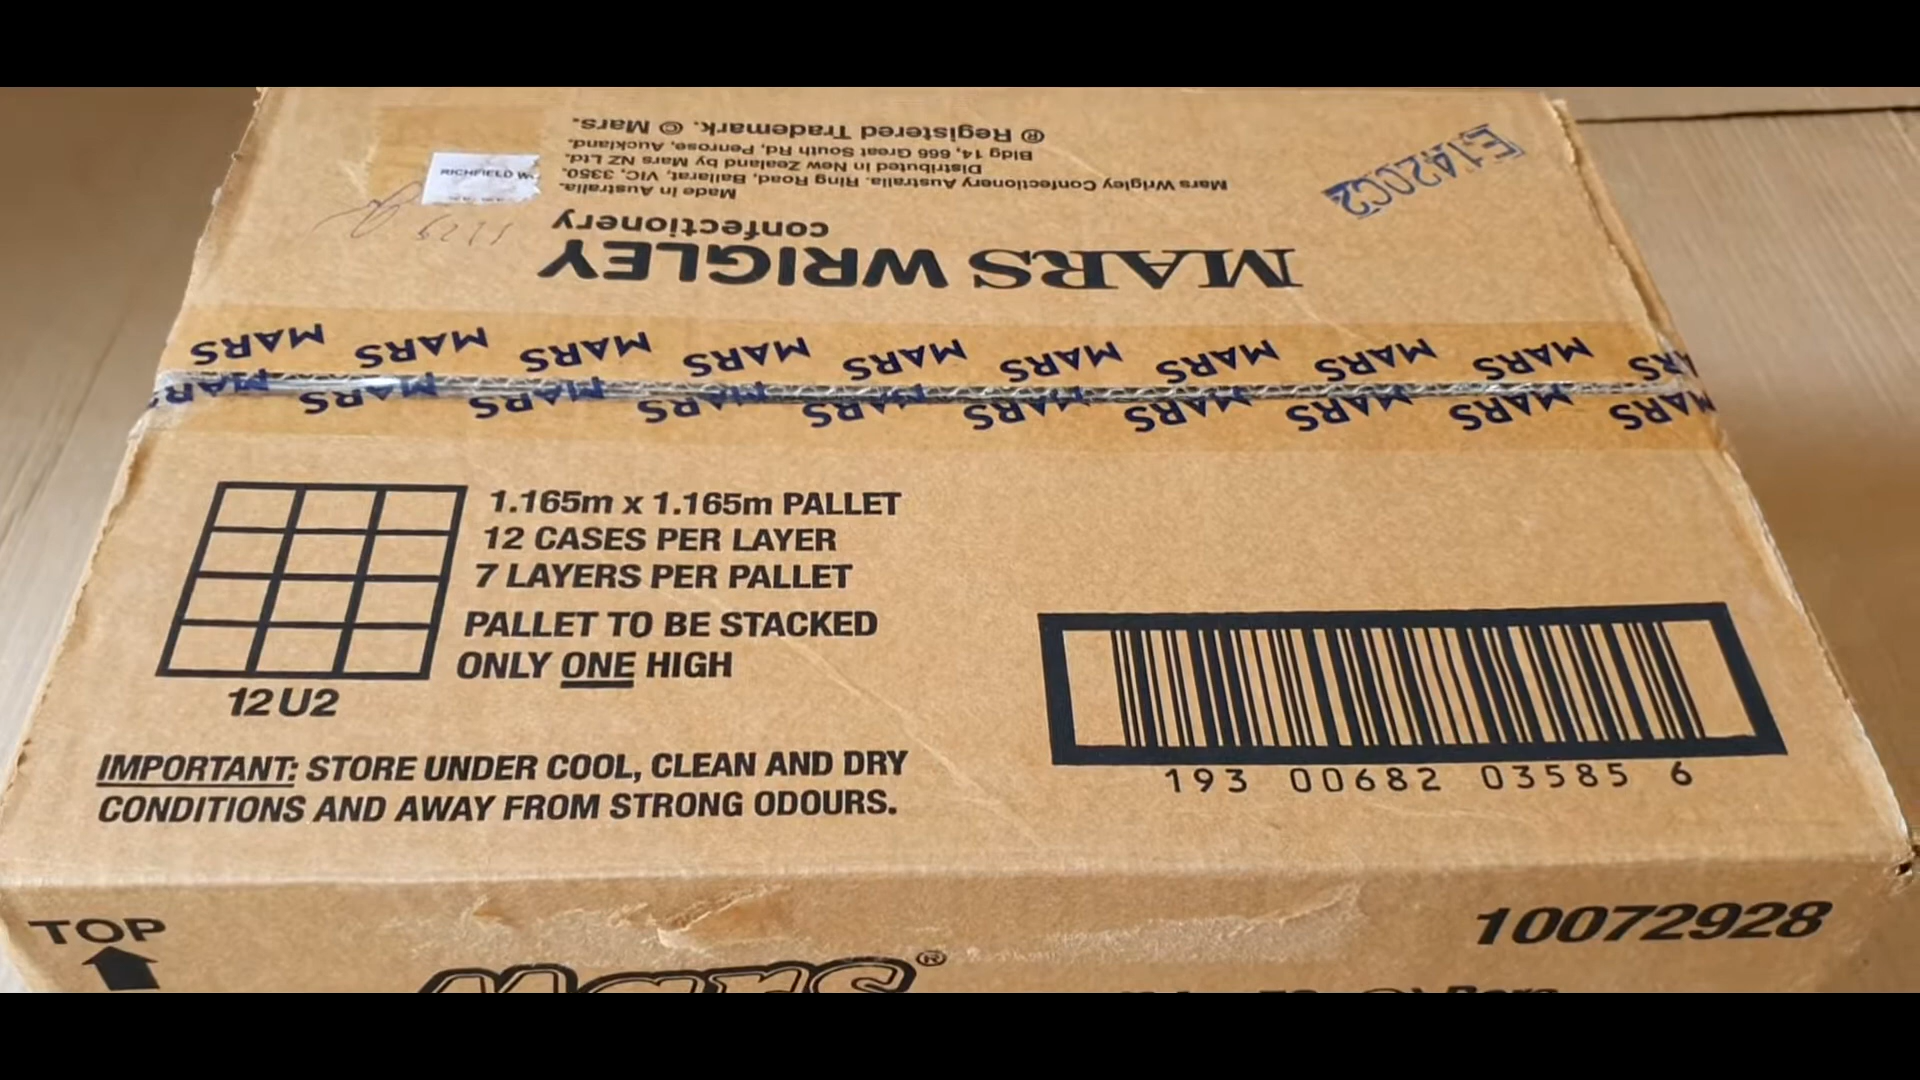 ® Registered Trademark. © Mars.
Bldg 14, 666 Great South Rd, Penrose, Auckland.
Distributed in New Zealand by Mars NZ Ltd.
Mars Wrigley Confectionery Australia. Ring Road, Ballarat, VIC, 3350.
Made in Australia.
confectionery
MARS WRIGLEY
E1A20C2
RICHFIELD
MARS MARS MARS MARS MARS MARS MARS MARS MARS
MARS MARS MARS MARS MARS MARS MARS MARS MARS MARS
1.165m x 1.165m PALLET
12 CASES PER LAYER
7 LAYERS PER PALLET
PALLET TO BE STACKED
ONLY ONE HIGH
12 U2
IMPORTANT: STORE UNDER COOL, CLEAN AND DRY
CONDITIONS AND AWAY FROM STRONG ODOURS.
193 00682 03585 6
TOP
10072928
Mars®